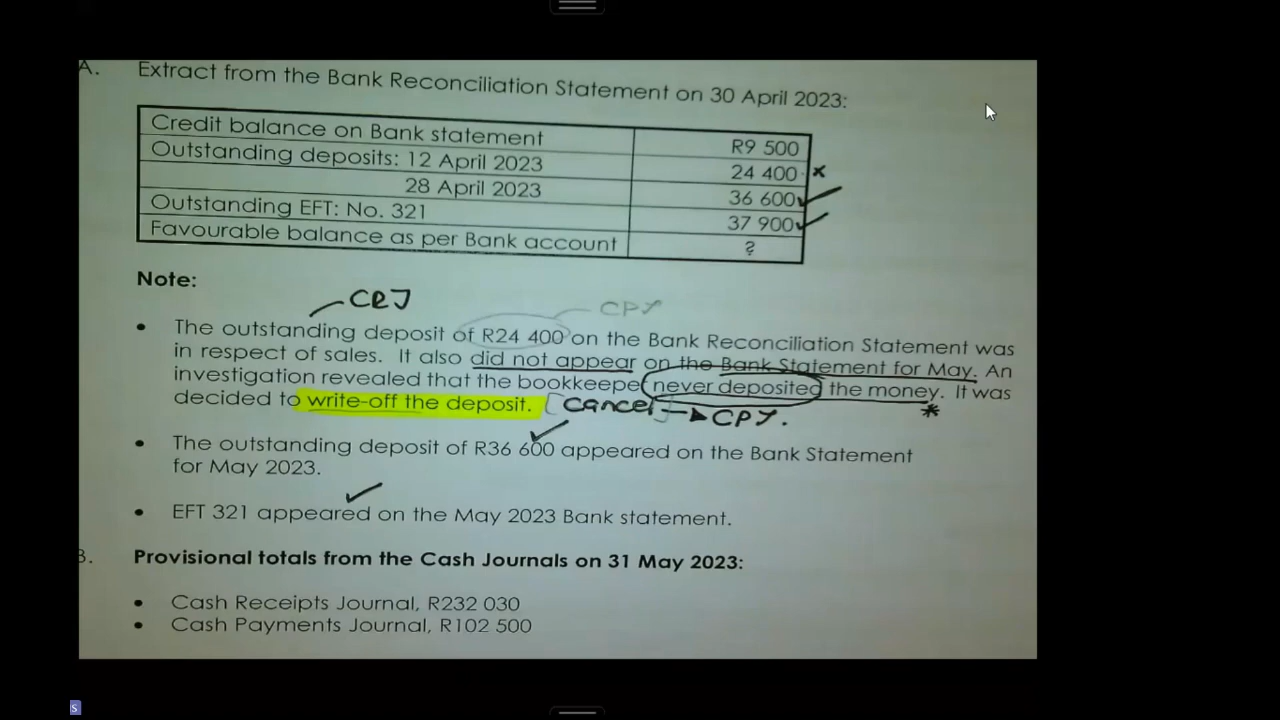 A. Extract from the Bank Reconciliation Statement on 30 April 2023:
Credit balance on Bank statement R9 500
Outstanding deposits: 12 April 2023 24 400 x
28 April 2023 36 600 ✓
Outstanding EFT: No. 321 37 900 ✓
Favourable balance as per Bank account ?
Note:
CRJ CPJ
• The outstanding deposit of R24 400 on the Bank Reconciliation Statement was
in respect of sales. It also did not appear on the Bank Statement for May. An
investigation revealed that the bookkeepe never deposited the money. It was
decided to write-off the deposit. [Cancel] → CPJ. *
• The outstanding deposit of R36 600 appeared on the Bank Statement
for May 2023.
• EFT 321 appeared on the May 2023 Bank statement.
B. Provisional totals from the Cash Journals on 31 May 2023:
• Cash Receipts Journal, R232 030
• Cash Payments Journal, R102 500
s